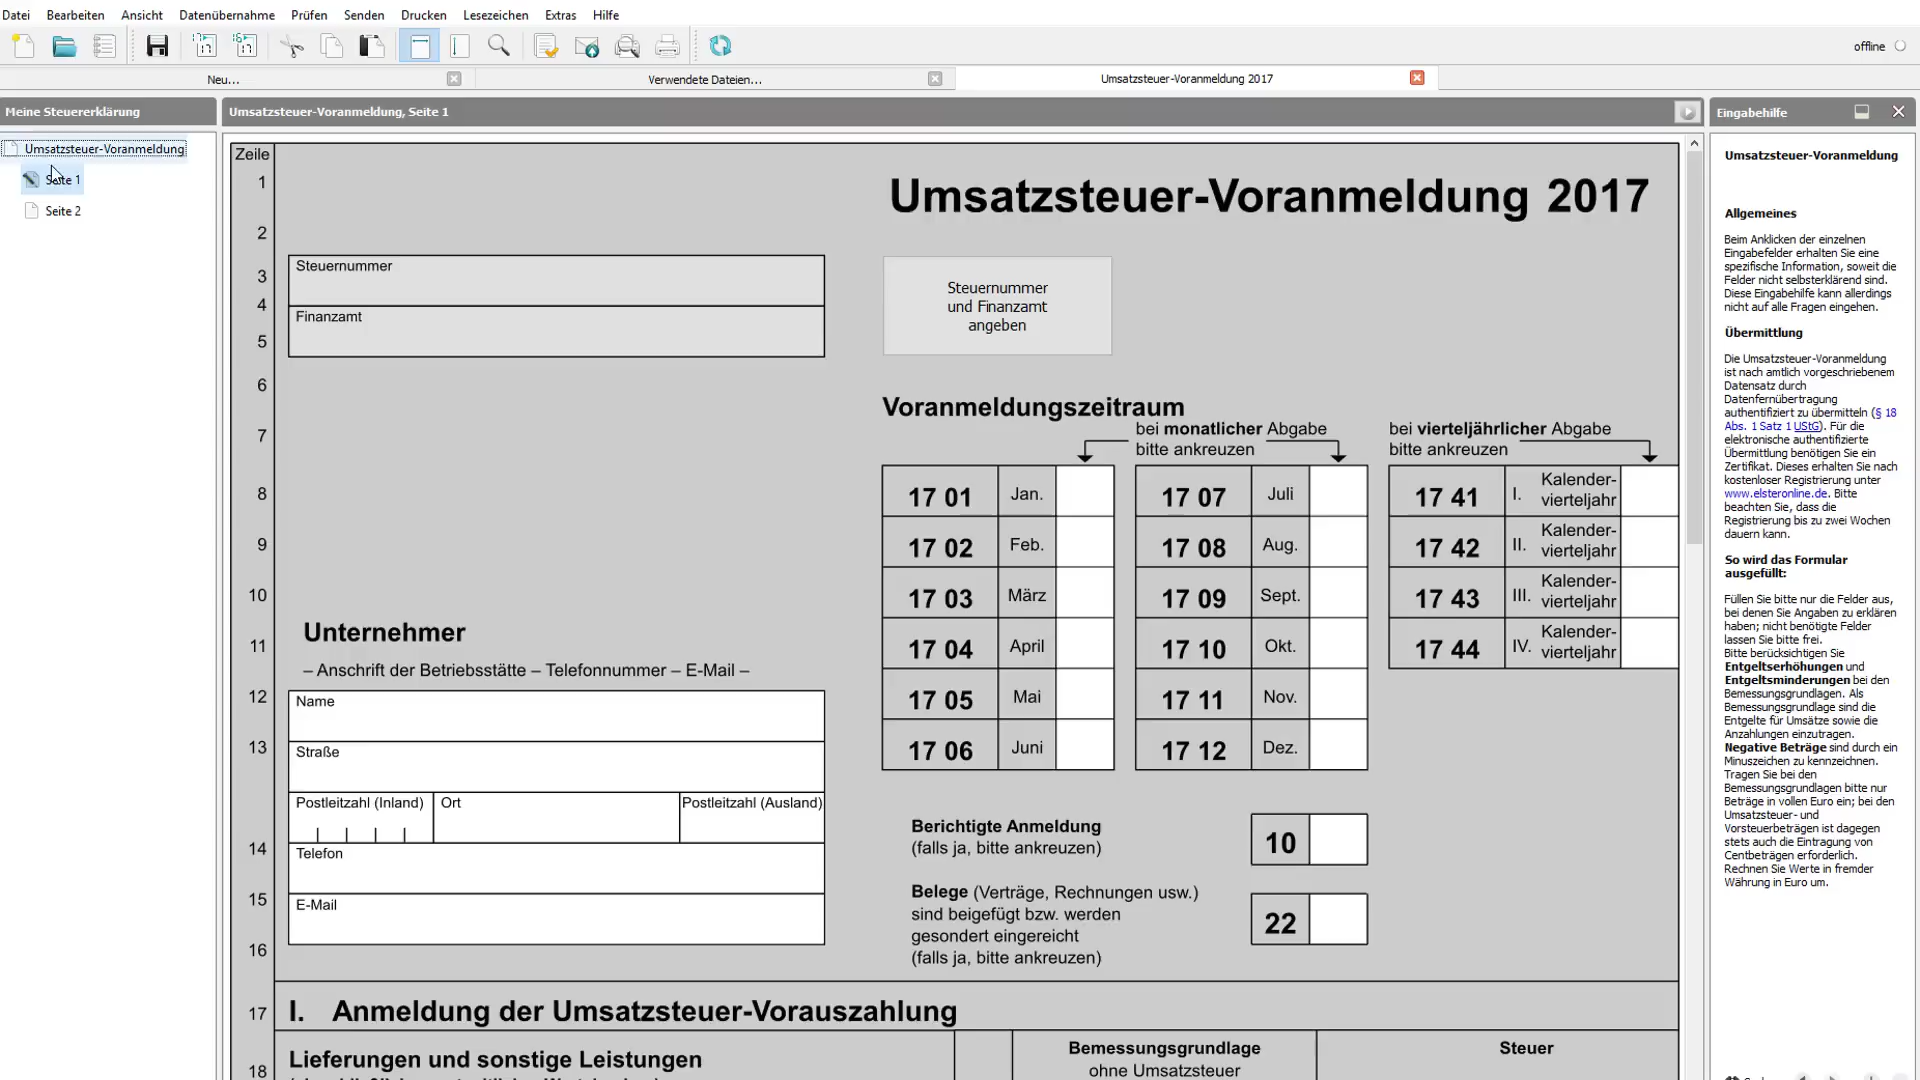 Datei Bearbeiten Ansicht Datenübernahme Prüfen Senden Drucken Lesezeichen Extras Hilfe
offline
Neu...
Verwendete Dateien...
Umsatzsteuer-Voranmeldung 2017
Meine Steuererklärung
Umsatzsteuer-Voranmeldung, Seite 1
Eingabehilfe
Umsatzsteuer-Voranmeldung
Seite 1
Seite 2
Zeile
1
2
3
4
5
6
7
8
9
10
11
12
13
14
15
16
17
18
Umsatzsteuer-Voranmeldung 2017
Steuernummer
Finanzamt
Steuernummer
und Finanzamt
angeben
Voranmeldungszeitraum
bei monatlicher Abgabe
bitte ankreuzen
bei vierteljährlicher Abgabe
bitte ankreuzen
17 01 Jan.
17 07 Juli
17 41 I. Kalender-
vierteljahr
17 02 Feb.
17 08 Aug.
17 42 II. Kalender-
vierteljahr
17 03 März
17 09 Sept.
17 43 III. Kalender-
vierteljahr
17 04 April
17 10 Okt.
17 44 IV. Kalender-
vierteljahr
17 05 Mai
17 11 Nov.
17 06 Juni
17 12 Dez.
Unternehmer
– Anschrift der Betriebsstätte – Telefonnummer – E-Mail –
Name
Straße
Postleitzahl (Inland) Ort Postleitzahl (Ausland)
Telefon
E-Mail
Berichtigte Anmeldung
(falls ja, bitte ankreuzen)
10
Belege (Verträge, Rechnungen usw.)
sind beigefügt bzw. werden
gesondert eingereicht
(falls ja, bitte ankreuzen)
22
I. Anmeldung der Umsatzsteuer-Vorauszahlung
Lieferungen und sonstige Leistungen
Bemessungsgrundlage
ohne Umsatzsteuer
Steuer
Umsatzsteuer-Voranmeldung
Allgemeines
Beim Anklicken der einzelnen
Eingabefelder erhalten Sie eine
spezifische Information, soweit die
Felder nicht selbsterklärend sind.
Diese Eingabehilfe kann allerdings
nicht auf alle Fragen eingehen.
Übermittlung
Die Umsatzsteuer-Voranmeldung
ist nach amtlich vorgeschriebenem
Datensatz durch
Datenfernübertragung
authentifiziert zu übermitteln (§ 18
Abs. 1 Satz 1 UStG). Für die
elektronische authentifizierte
Übermittlung benötigen Sie ein
Zertifikat. Dieses erhalten Sie nach
kostenloser Registrierung unter
www.elsteronline.de. Bitte
beachten Sie, dass die
Registrierung bis zu zwei Wochen
dauern kann.
So wird das Formular
ausgefüllt:
Füllen Sie bitte nur die Felder aus,
bei denen Sie Angaben zu erklären
haben; nicht benötigte Felder
lassen Sie bitte frei.
Bitte berücksichtigen Sie
Entgeltserhöhungen und
Entgeltsminderungen bei den
Bemessungsgrundlagen. Als
Bemessungsgrundlage sind die
Entgelte für Umsätze sowie die
Anzahlungen einzutragen.
Negative Beträge sind durch ein
Minuszeichen zu kennzeichnen.
Tragen Sie bei den
Bemessungsgrundlagen bitte nur
Beträge in vollen Euro ein; bei den
Umsatzsteuer- und
Vorsteuerbeträgen ist dagegen
stets auch die Eintragung von
Centbeträgen erforderlich.
Rechnen Sie Werte in fremder
Währung in Euro um.